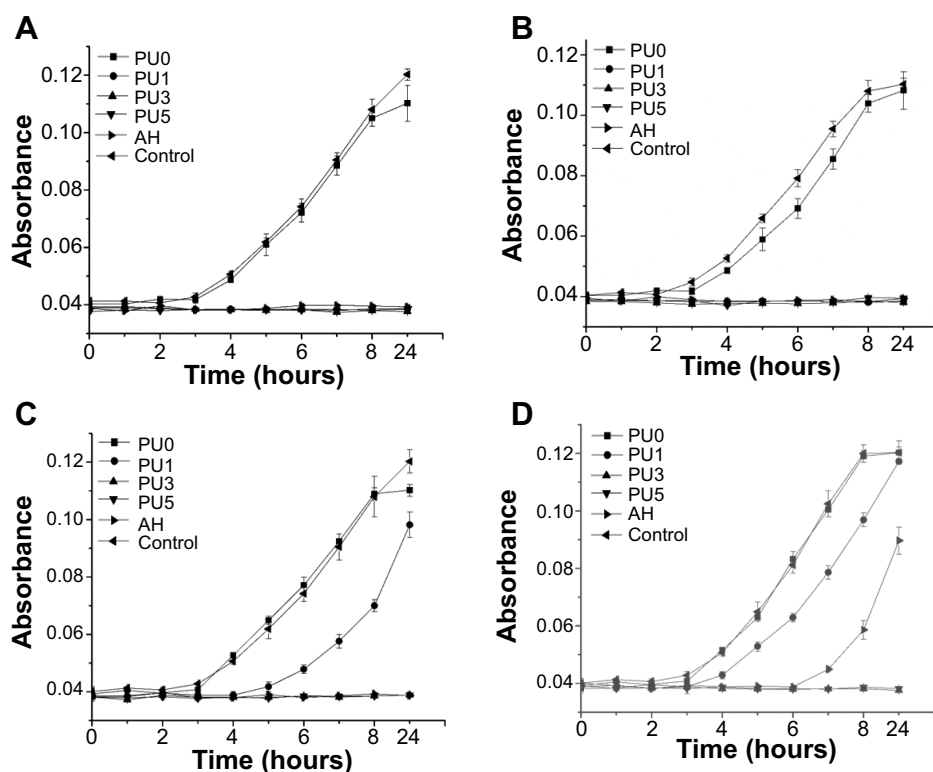 A
PU0
PU1
PU3
PU5
AH
Control
0.12
0.10
0.08
0.06
0.04
Absorbance
0 2 4 6 8 24
Time (hours)
B
PU0
PU1
PU3
PU5
AH
Control
0.12
0.10
0.08
0.06
0.04
Absorbance
0 2 4 6 8 24
Time (hours)
C
PU0
PU1
PU3
PU5
AH
Control
0.12
0.10
0.08
0.06
0.04
Absorbance
0 2 4 6 8 24
Time (hours)
D
PU0
PU1
PU3
PU5
AH
Control
0.12
0.10
0.08
0.06
0.04
Absorbance
0 2 4 6 8 24
Time (hours)